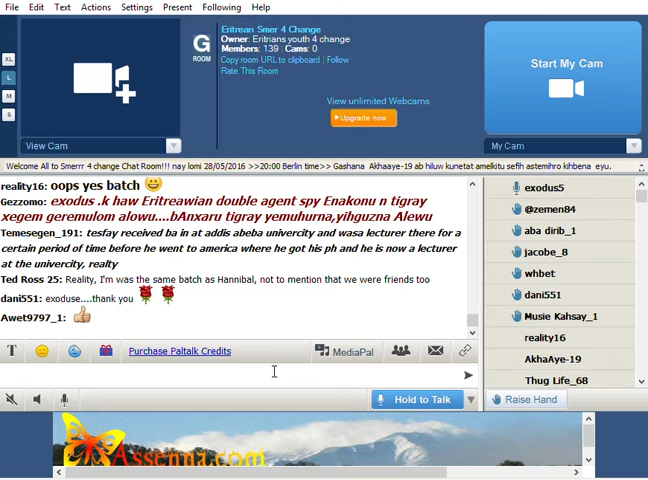 File Edit Text Actions Settings Present Following Help
XL
L
M
S
View Cam
G
ROOM
Eritrean Smer 4 Change
Owner: Eritrians youth 4 change
Members: 139 | Cams: 0
Copy room URL to clipboard | Follow
Rate This Room
View unlimited Webcams
Upgrade now
Start My Cam
My Cam
Welcome All to Smerrr 4 change Chat Room!!! nay lomi 28/05/2016 >>20:00 Berlin time>> Gashana Akhaaye-19 ab hiluw kunetat amelkitu sefih astemihro kihbena eyu.
reality16: oops yes batch
Gezzomo: exodus .k haw Eritreawian double agent spy Enakonu n tigray
xegem geremulom alowu....bAnxaru tigray yemuhurna,yihguzna Alewu
Temesegen_191: tesfay received ba in at addis abeba univercity and wasa lecturer there for a
certain period of time before he went to america where he got his ph and he is now a lecturer
at the univercity, realty
Ted Ross 25: Reality, I'm was the same batch as Hannibal, not to mention that we were friends too
dani551: exoduse....thank you
Awet9797_1:
exodus5
@zemen84
aba dirib_1
jacobe_8
whbet
dani551
Musie Kahsay_1
reality16
AkhaAye-19
Thug Life_68
T Purchase Paltalk Credits MediaPal
Hold to Talk
Raise Hand
Assenna.com